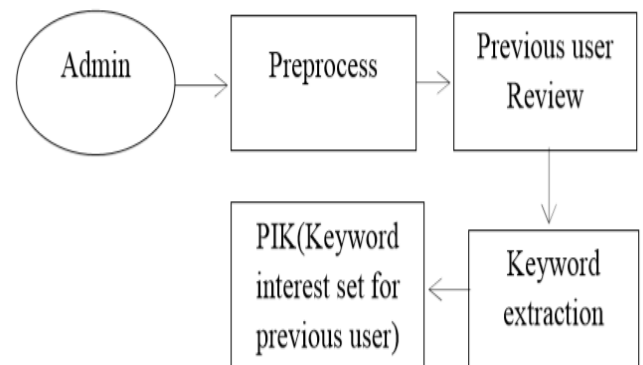 Admin
Preprocess
Previous user
Review
Keyword
extraction
PIK(Keyword
interest set for
previous user)